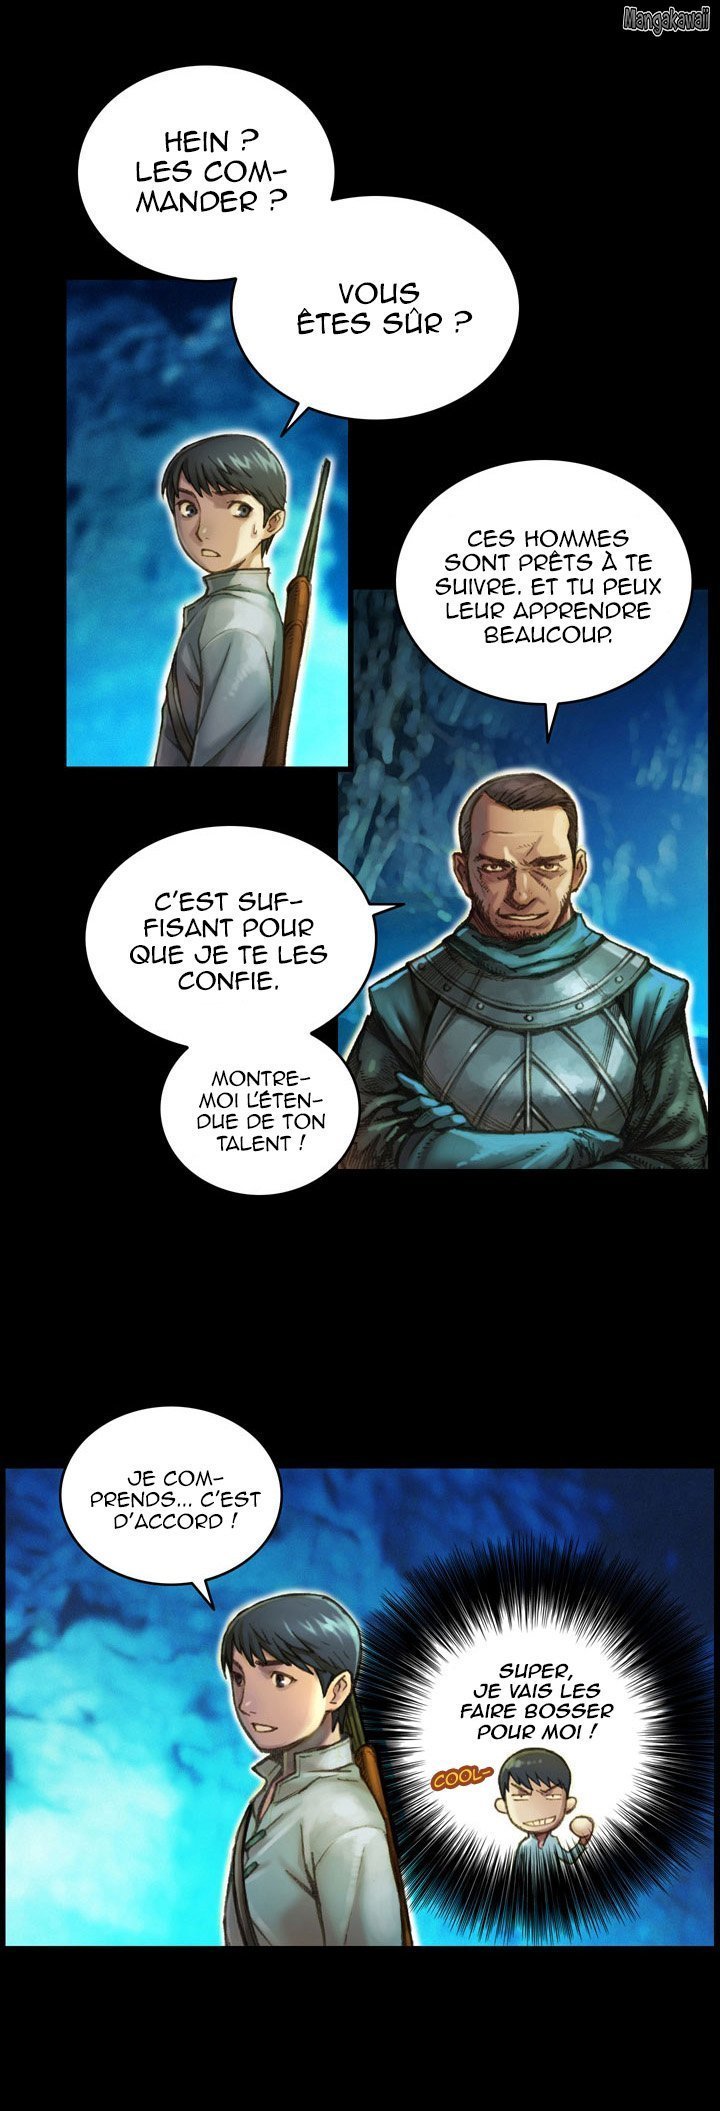 Mangakawaii
HEIN ?
LES COM-
MANDER ?
VOUS
ÊTES SÛR ?
CES HOMMES
SONT PRÊTS À TE
SUIVRE. ET TU PEUX
LEUR APPRENDRE
BEAUCOUP.
C'EST SUF-
FISANT POUR
QUE JE TE LES
CONFIE.
MONTRE-
MOI L'ÉTEN-
DUE DE TON
TALENT !
JE COM-
PRENDS... C'EST
D'ACCORD !
SUPER,
JE VAIS LES
FAIRE BOSSER
POUR MOI !
COOL-